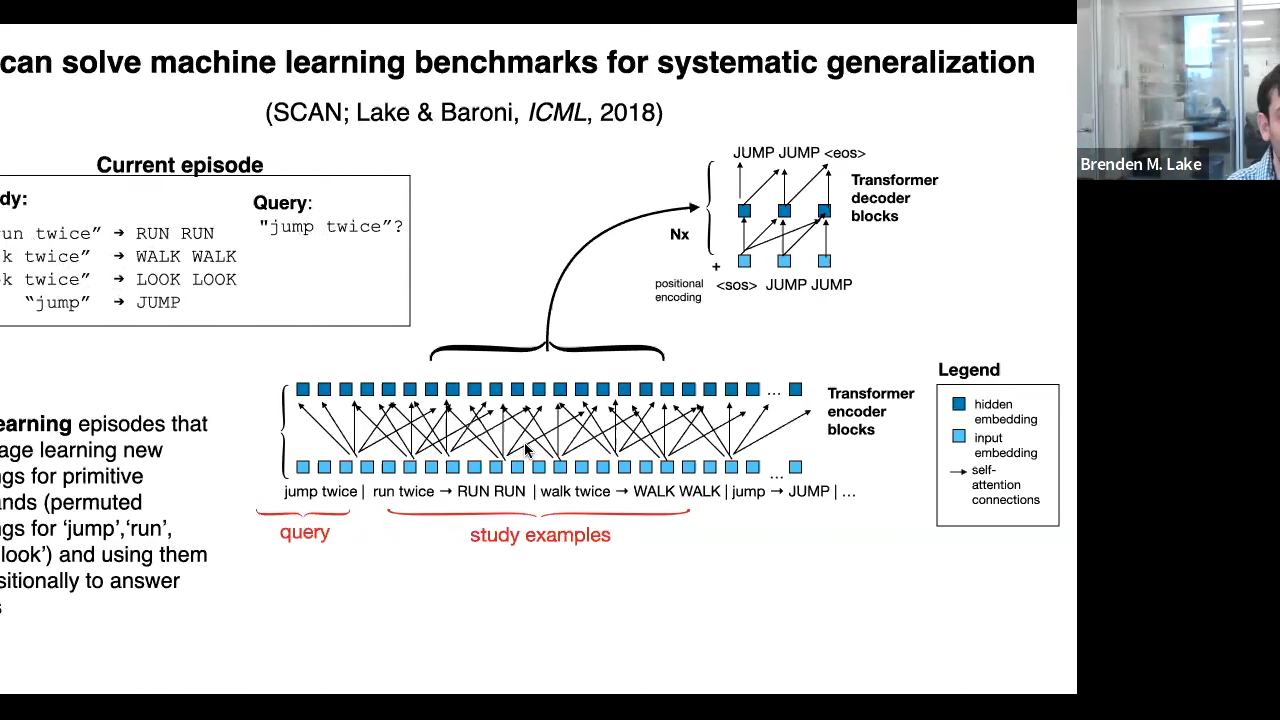 can solve machine learning benchmarks for systematic generalization
(SCAN; Lake & Baroni, ICML, 2018)
Current episode
dy:
un twice” → RUN RUN
k twice” → WALK WALK
k twice” → LOOK LOOK
“jump” → JUMP
Query:
"jump twice”?
JUMP JUMP <eos>
Transformer
decoder
blocks
Nx
+
positional
encoding
<sos> JUMP JUMP
earning episodes that
age learning new
ngs for primitive
ands (permuted
ngs for ‘jump’,‘run’,
look’) and using them
sitionally to answer
s
...
Transformer
encoder
blocks
...
jump twice | run twice → RUN RUN | walk twice → WALK WALK | jump → JUMP | ...
query
study examples
Legend
hidden
embedding
input
embedding
self-
attention
connections
Brenden M. Lake